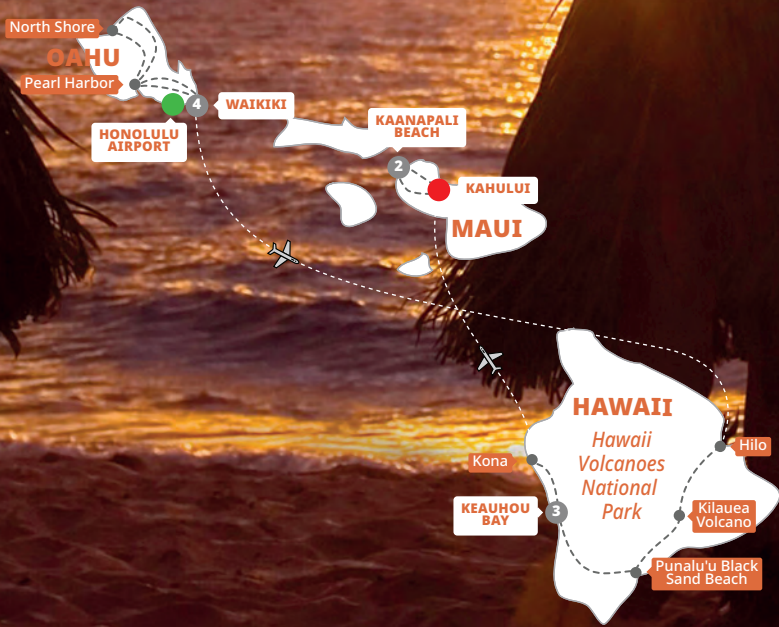 North Shore
OAHU
Pearl Harbor
4
WAIKIKI
HONOLULU
AIRPORT
KAANAPALI
BEACH
2
KAHULUI
MAUI
HAWAII
Hawaii
Volcanoes
National
Park
Hilo
Kona
KEAUHOU
BAY
3
Kilauea
Volcano
Punalu'u Black
Sand Beach